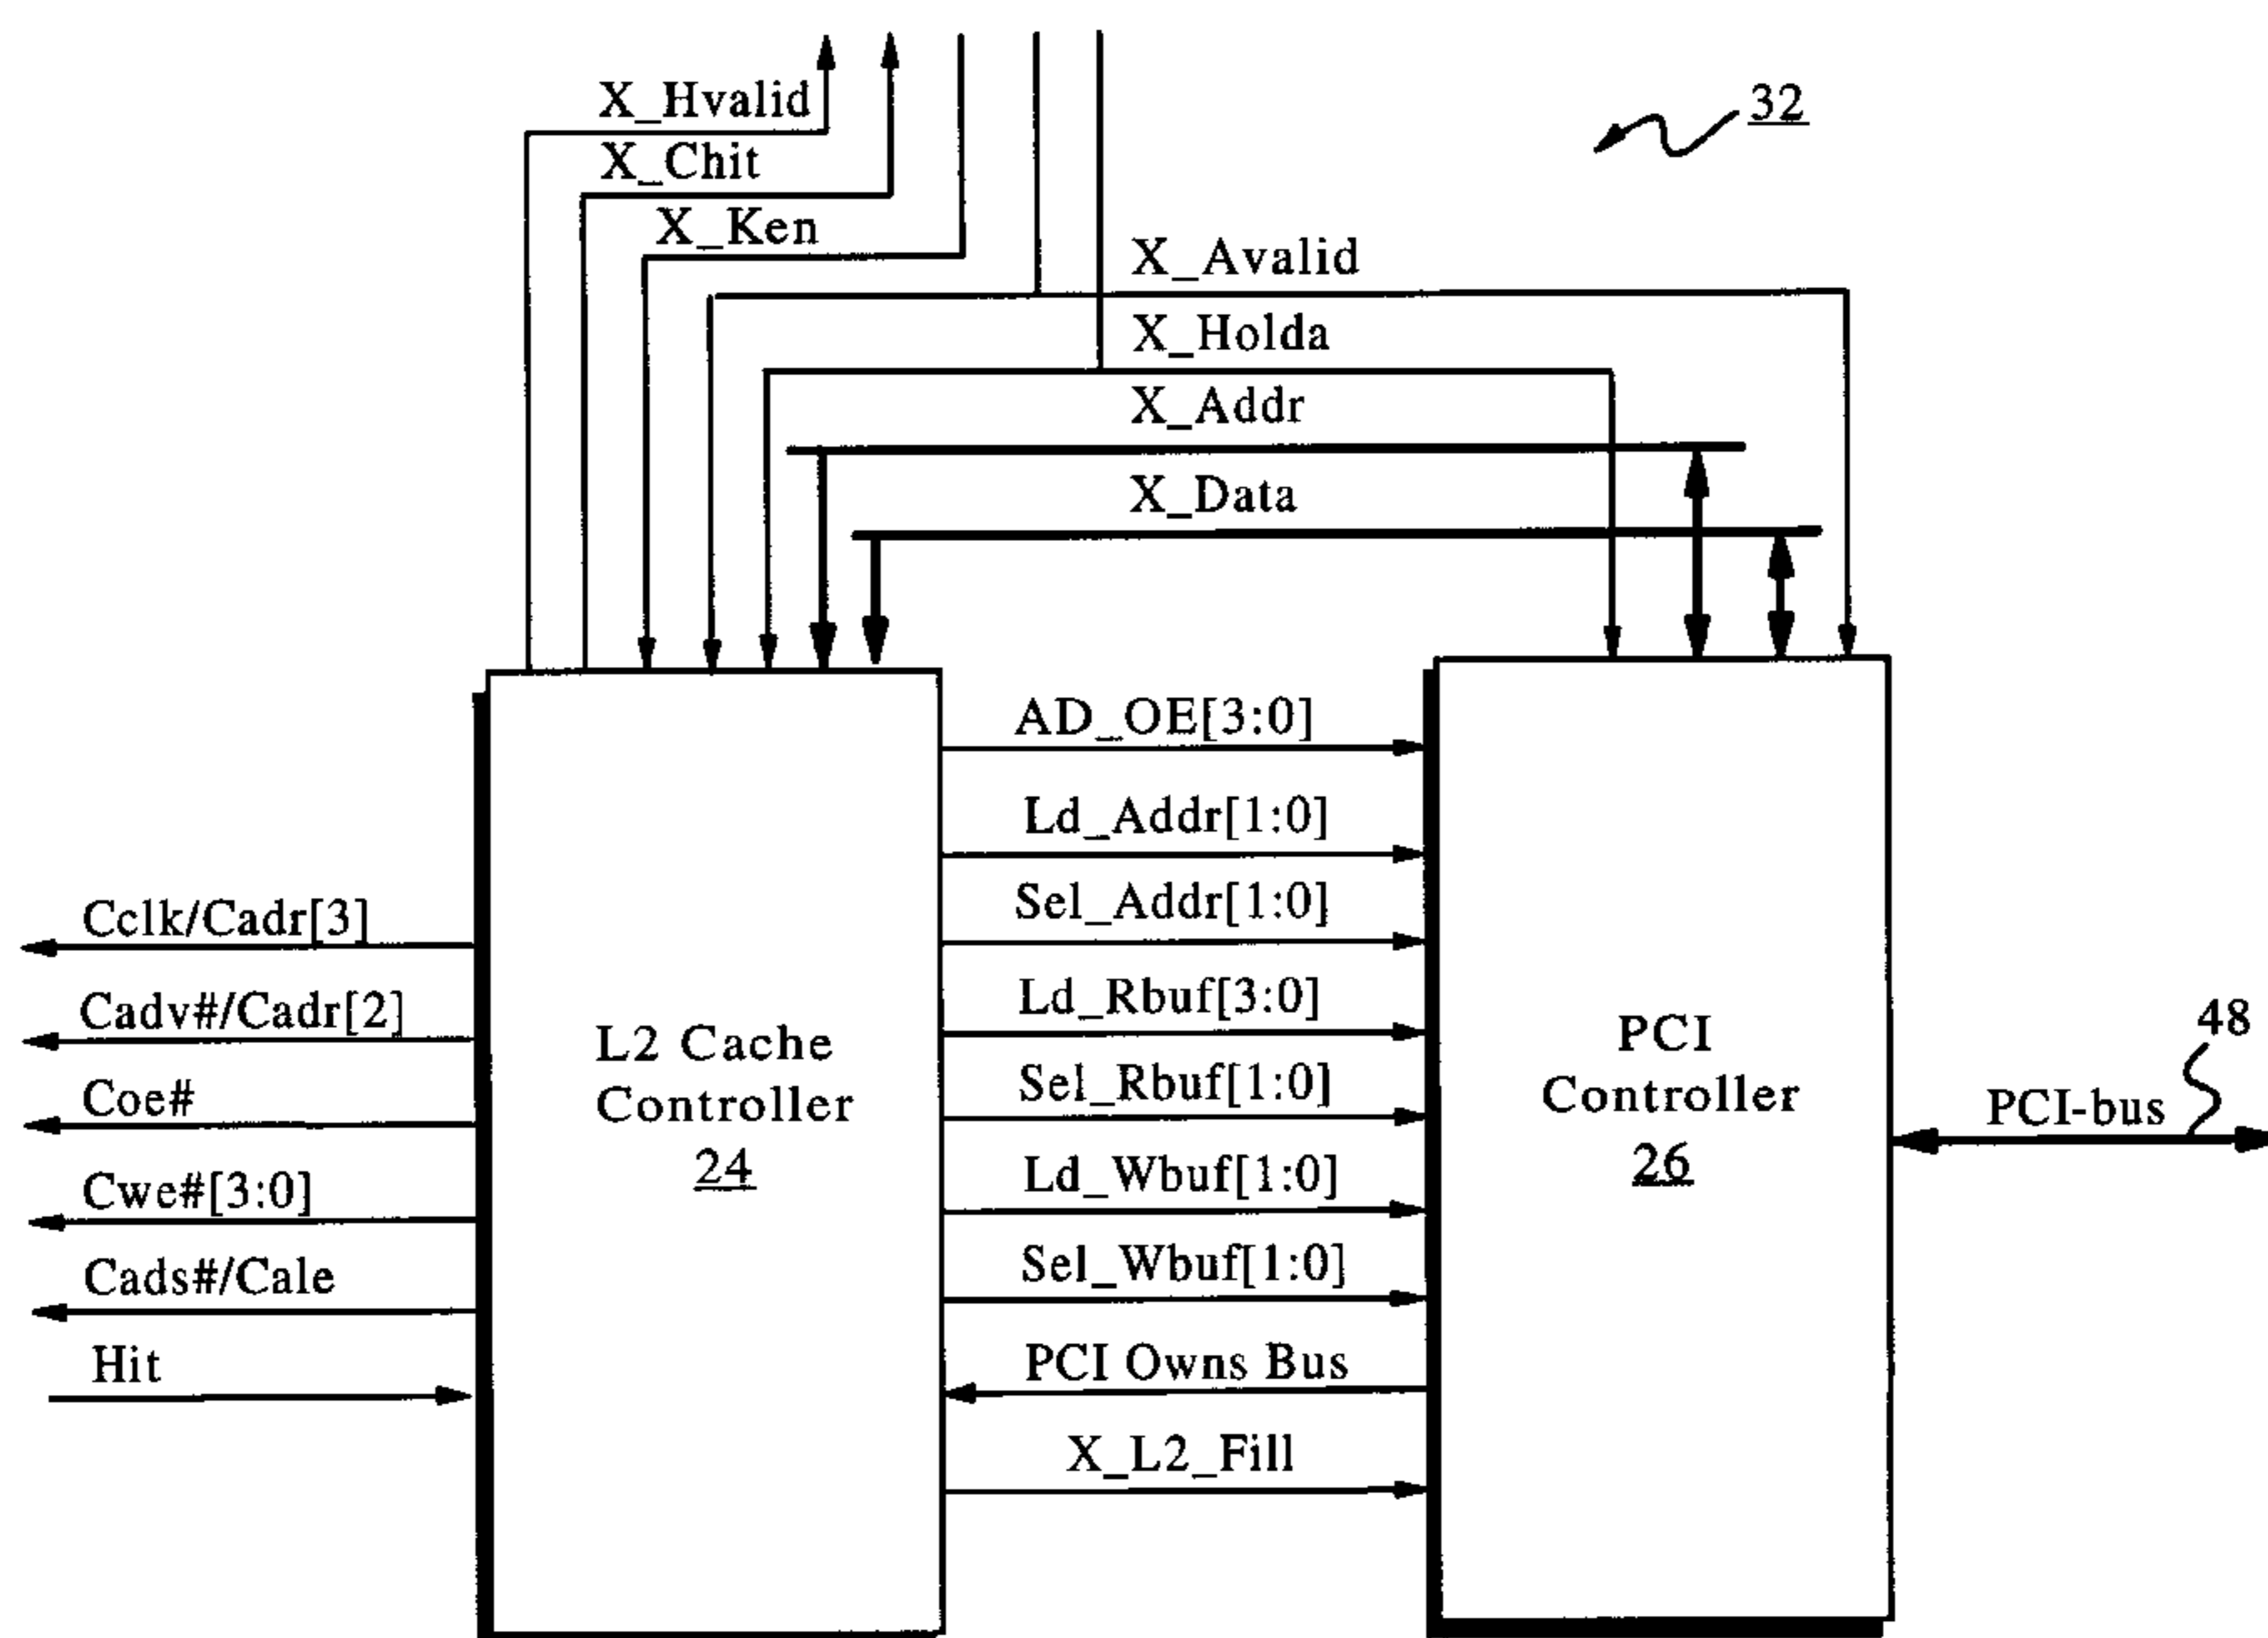 X_Hvalid
32
X_Chit
X_Ken
X_Avalid
X_Holda
X_Addr
X_Data
AD_OE[3:0]
Ld_Addr[1:0]
Sel_Addr[1:0]
Ld_Rbuf[3:0]
Sel_Rbuf[1:0]
Ld_Wbuf[1:0]
Sel_Wbuf[1:0]
PCI Owns Bus
X_L2_Fill
Cclk/Cadr[3]
Cadv#/Cadr[2]
Coe#
Cwe#[3:0]
Cads#/Cale
Hit
L2 Cache
Controller
24
PCI
Controller
26
48
PCI-bus